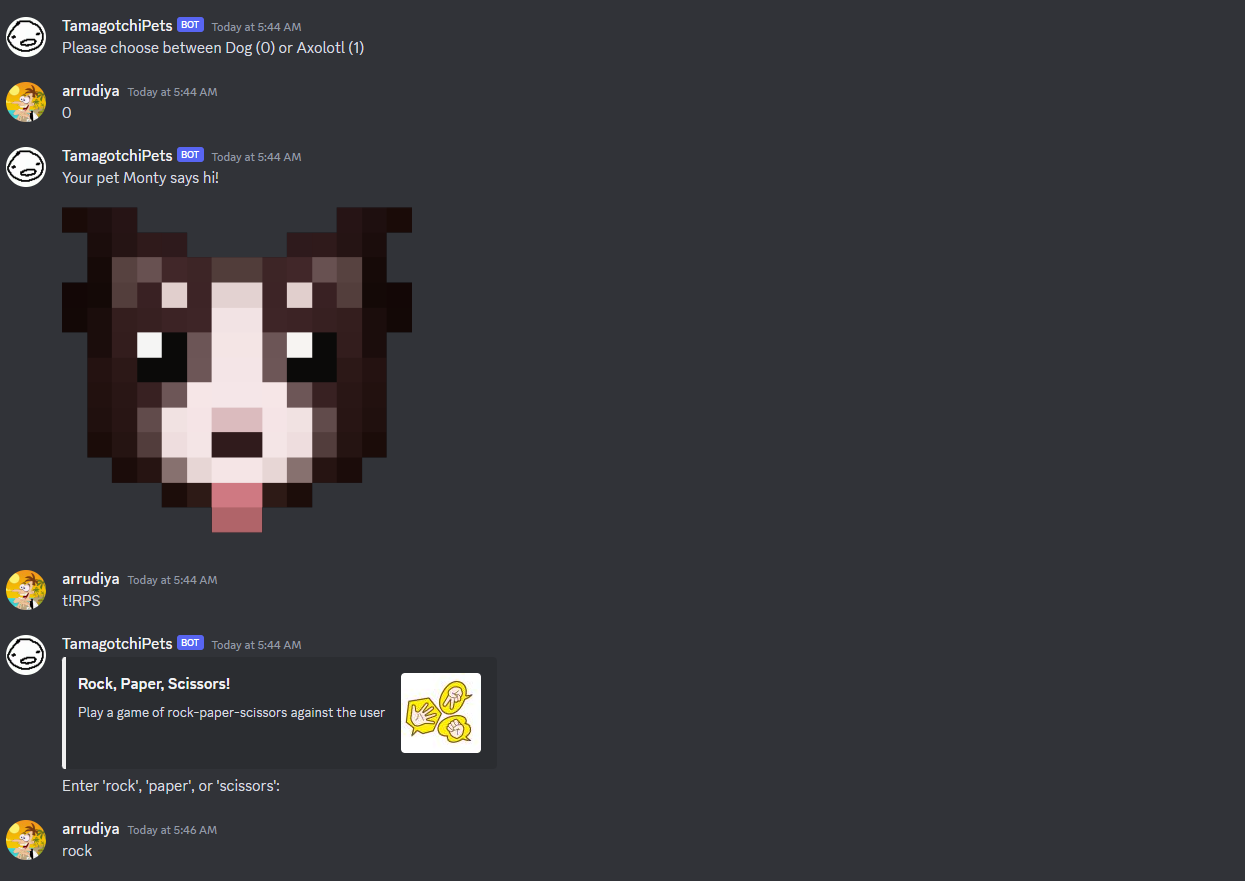 TamagotchiPets BOT Today at 5:44 AM
Please choose between Dog (0) or Axolotl (1)
arrudiya Today at 5:44 AM
0
TamagotchiPets BOT Today at 5:44 AM
Your pet Monty says hi!
arrudiya Today at 5:44 AM
t!RPS
TamagotchiPets BOT Today at 5:44 AM
Rock, Paper, Scissors!
Play a game of rock-paper-scissors against the user
Enter 'rock', 'paper', or 'scissors':
arrudiya Today at 5:46 AM
rock